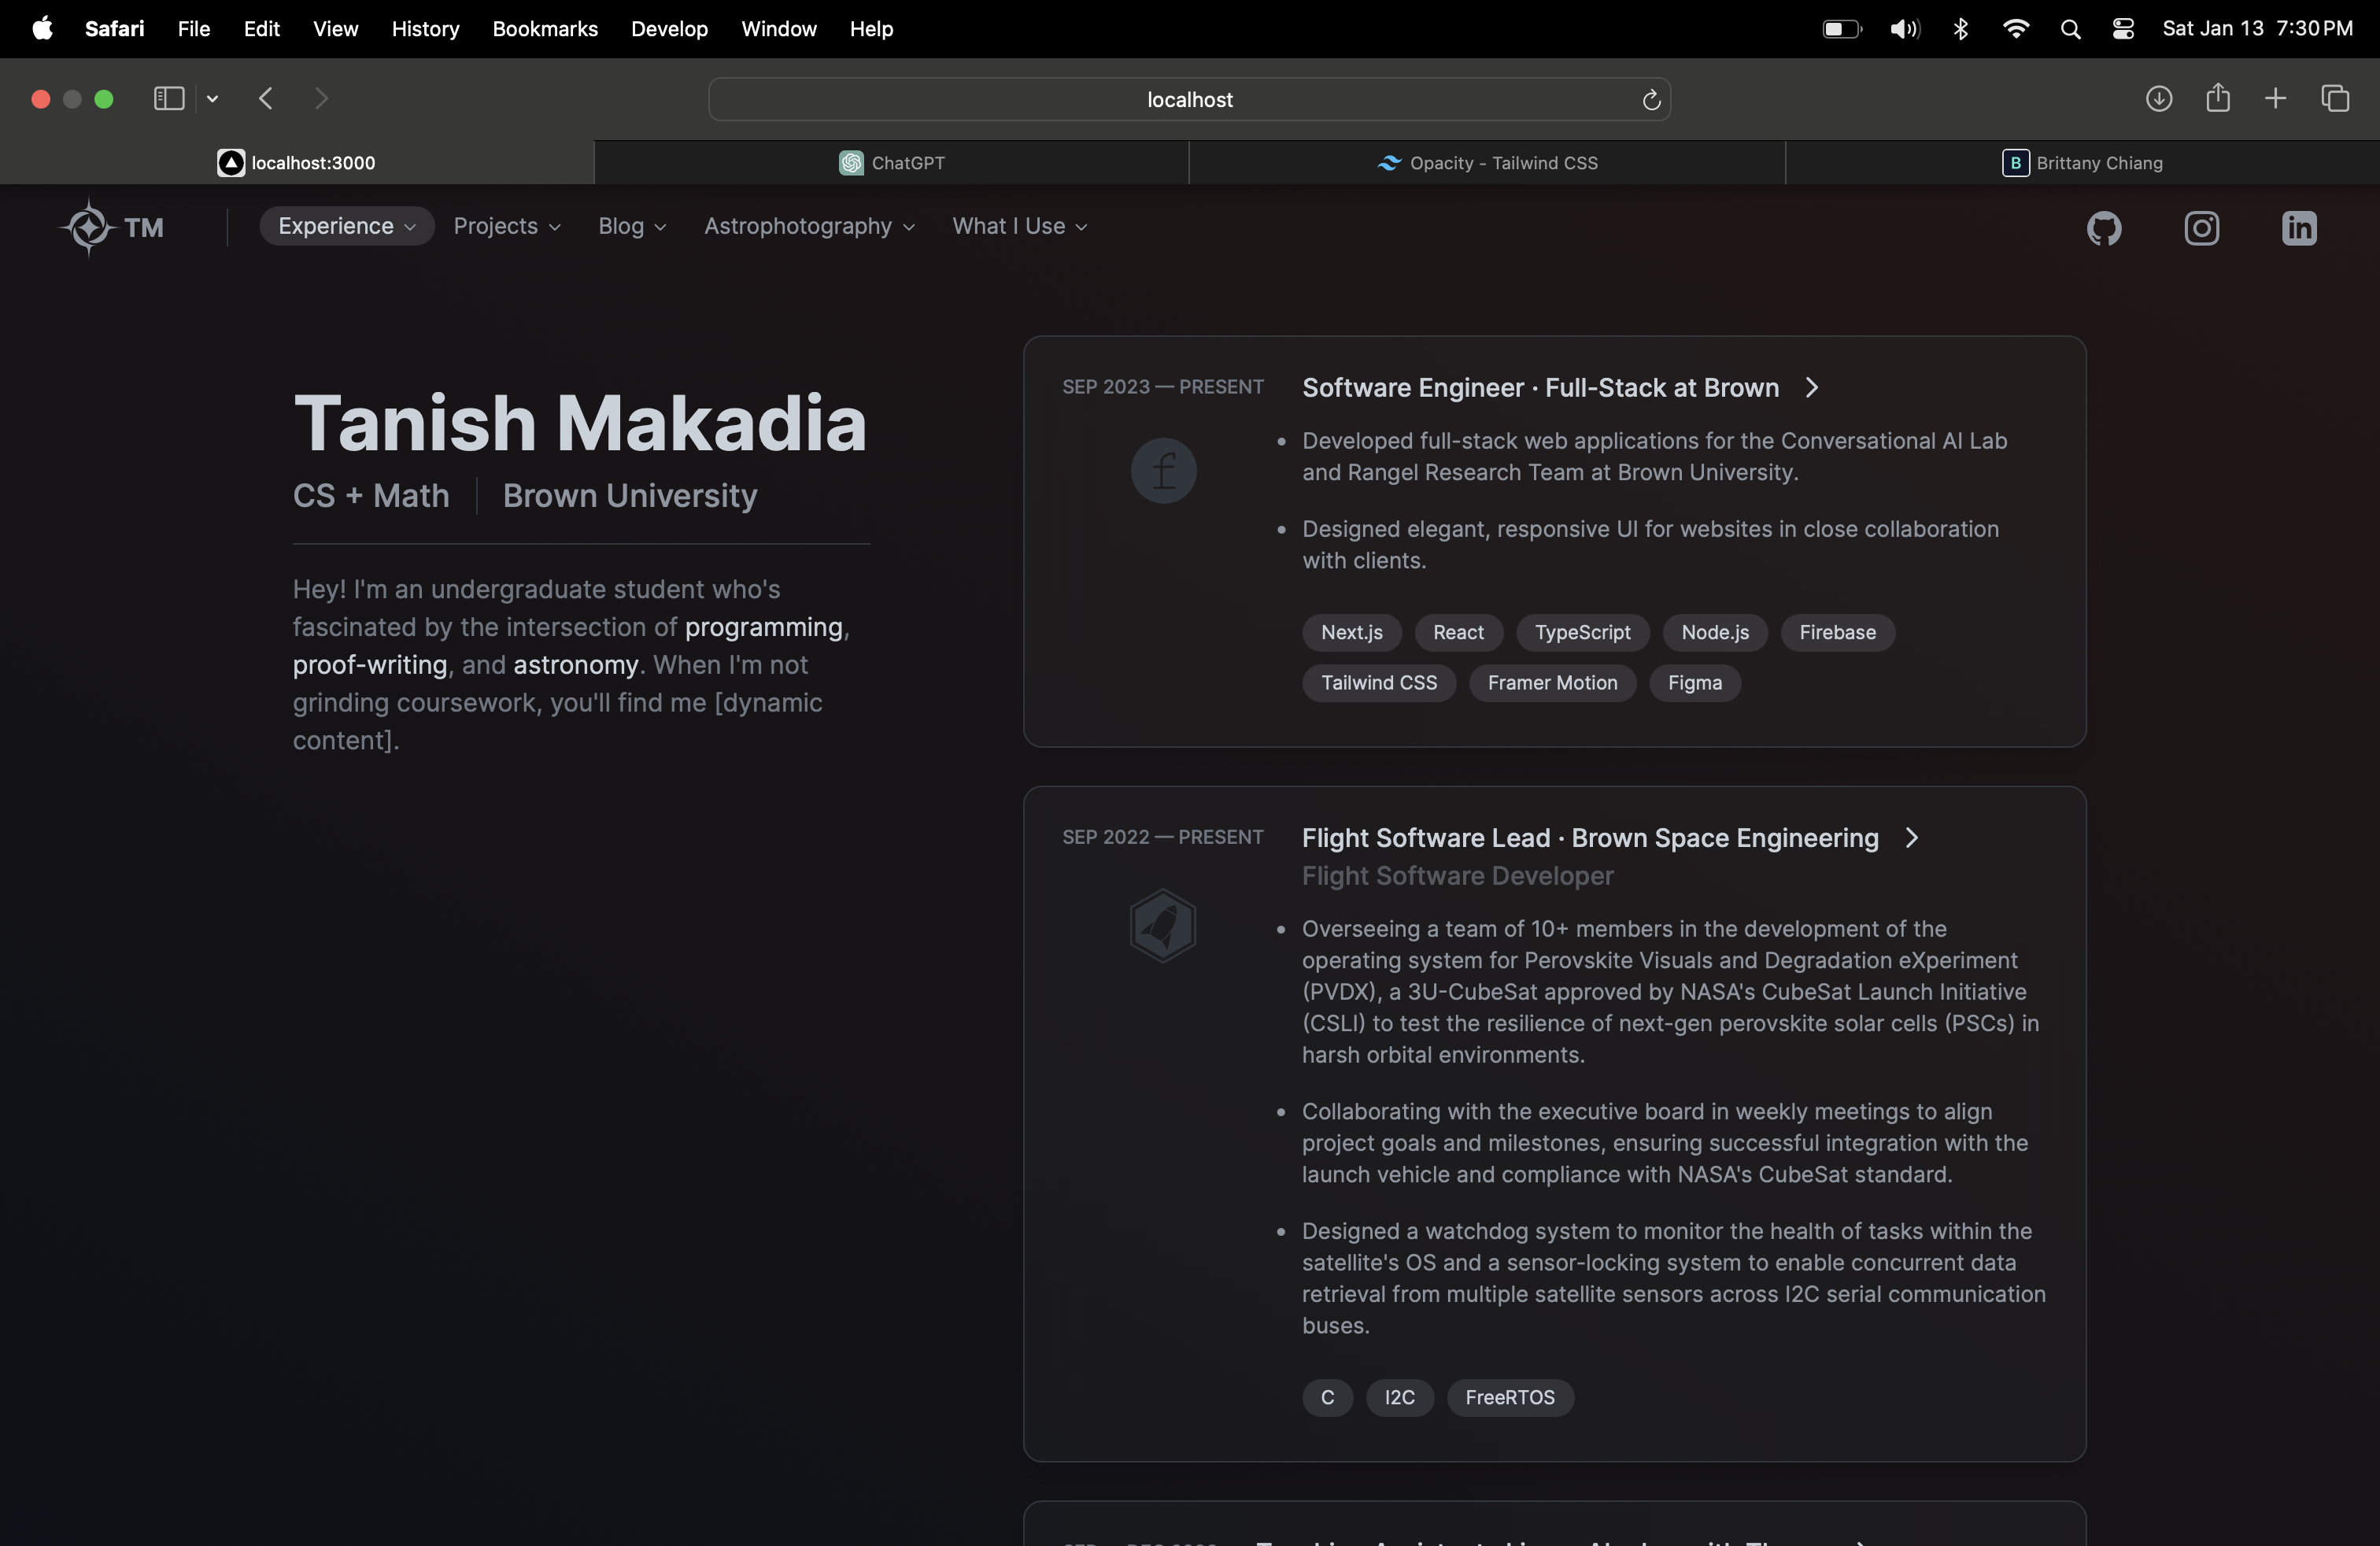 Safari File Edit View History Bookmarks Develop Window Help Sat Jan 13 7:30 PM
localhost
localhost:3000
ChatGPT
Opacity - Tailwind CSS
B Brittany Chiang
TM
Experience
Projects
Blog
Astrophotography
What I Use
in
Tanish Makadia
CS + Math
Brown University
Hey! I'm an undergraduate student who's
fascinated by the intersection of programming,
proof-writing, and astronomy. When I'm not
grinding coursework, you'll find me [dynamic
content].
SEP 2023 — PRESENT
Software Engineer · Full-Stack at Brown
f
• Developed full-stack web applications for the Conversational AI Lab
and Rangel Research Team at Brown University.
• Designed elegant, responsive UI for websites in close collaboration
with clients.
Next.js React TypeScript Node.js Firebase
Tailwind CSS Framer Motion Figma
SEP 2022 — PRESENT
Flight Software Lead · Brown Space Engineering
Flight Software Developer
• Overseeing a team of 10+ members in the development of the
operating system for Perovskite Visuals and Degradation eXperiment
(PVDX), a 3U-CubeSat approved by NASA's CubeSat Launch Initiative
(CSLI) to test the resilience of next-gen perovskite solar cells (PSCs) in
harsh orbital environments.
• Collaborating with the executive board in weekly meetings to align
project goals and milestones, ensuring successful integration with the
launch vehicle and compliance with NASA's CubeSat standard.
• Designed a watchdog system to monitor the health of tasks within the
satellite's OS and a sensor-locking system to enable concurrent data
retrieval from multiple satellite sensors across I2C serial communication
buses.
C I2C FreeRTOS